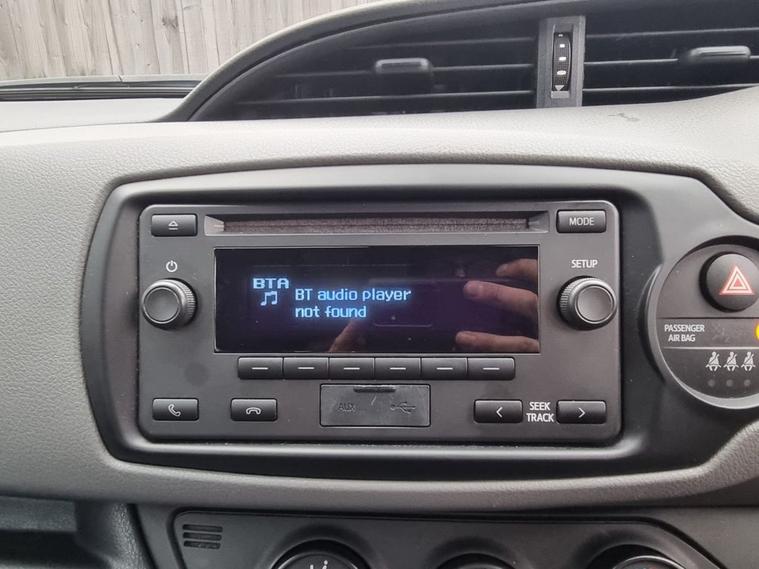 MODE
SETUP
BTA
BT audio player
not found
PASSENGER
AIR BAG
AUX
SEEK
TRACK